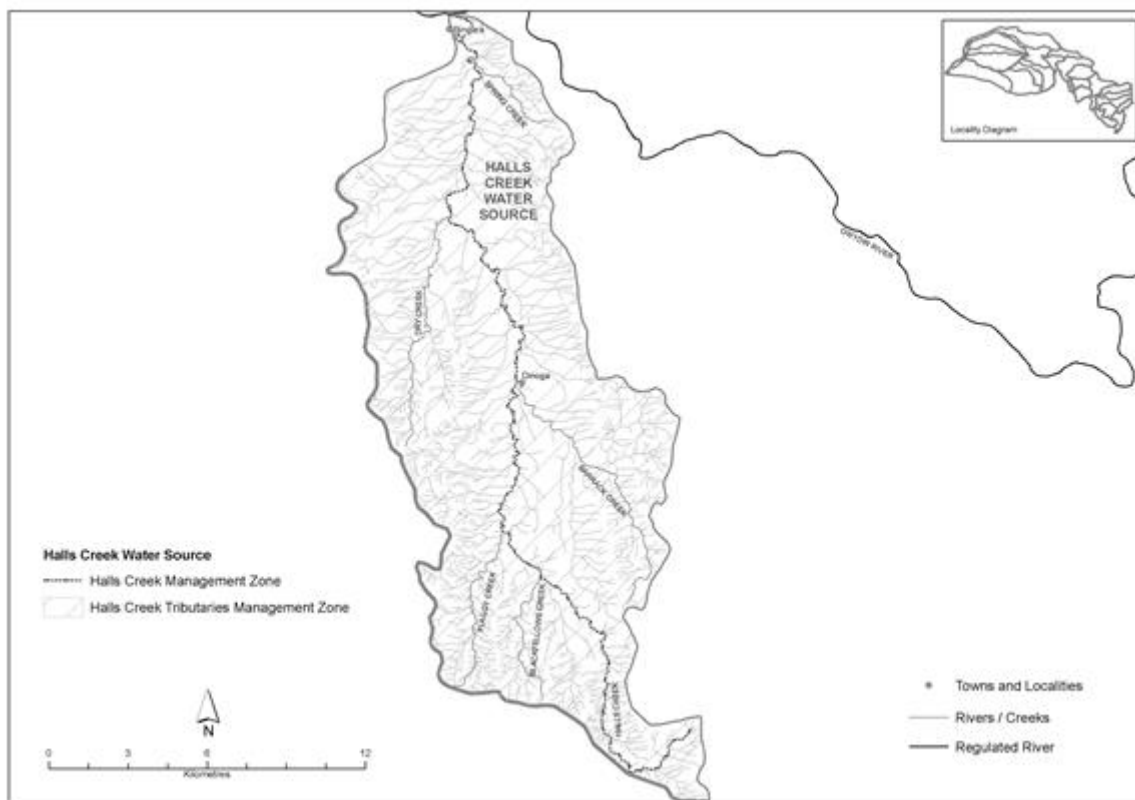 Bingara
SPRING CREEK
HALLS
CREEK
WATER
SOURCE
Locality Diagram
GWYDIR RIVER
DRY CREEK
BARRACK CREEK
Halls Creek Water Source
Halls Creek Management Zone
Halls Creek Tributaries Management Zone
BLACKFELLOWS CREEK
HALLS CREEK
Towns and Localities
Rivers / Creeks
Regulated River
N
0 3 6 12
Kilometres